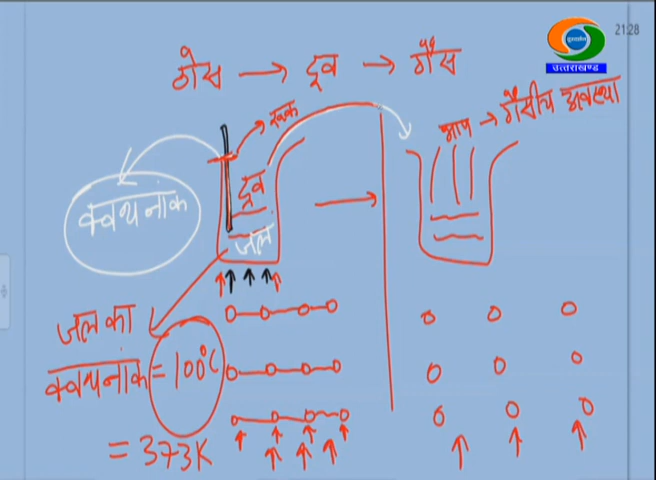 21:28
उत्तराखण्ड
ठोस → द्रव → गैस
रूक
भाप → गैसीय अवस्था
क्वथनांक
द्रव
जल
जल का
क्वथनांक = 100°C
= 373K